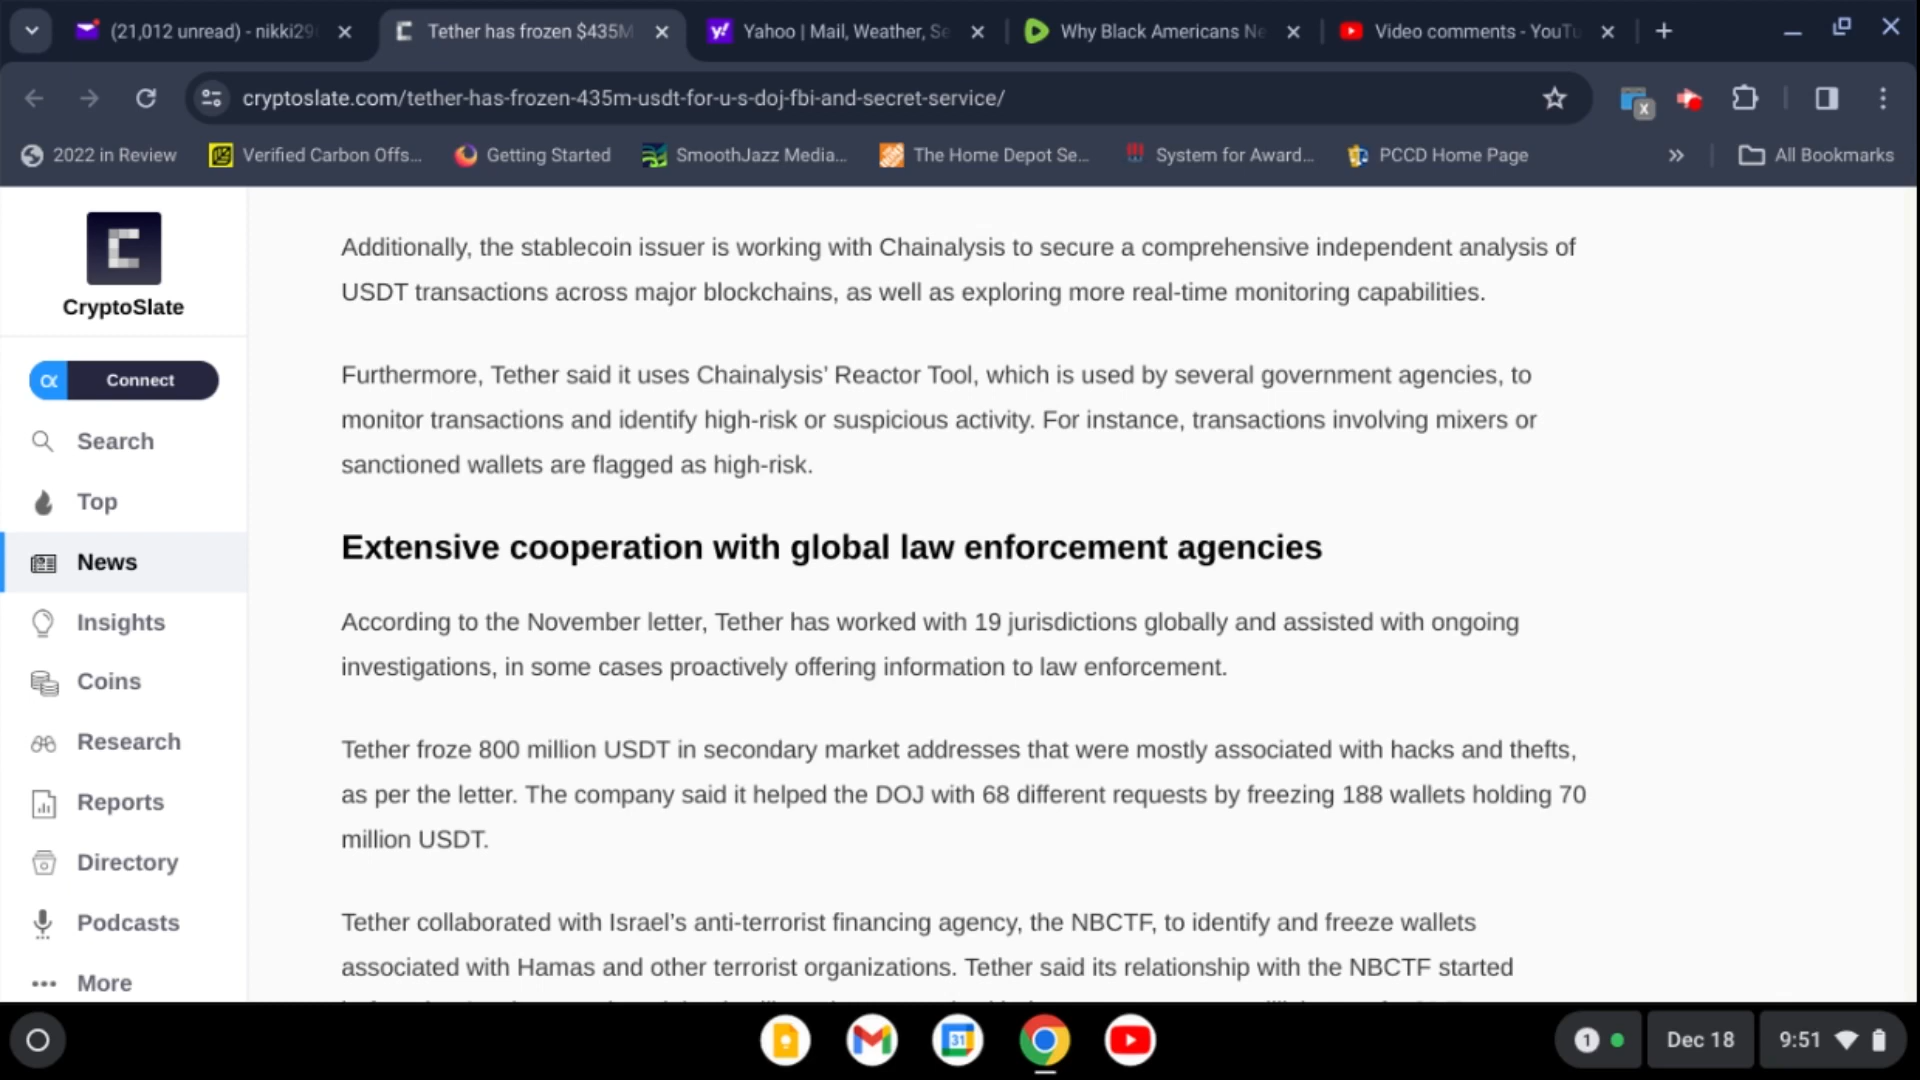 (21,012 unread) - nikki29
Tether has frozen $435M
Yahoo | Mail, Weather, Se
Why Black Americans Ne
Video comments - YouTu
cryptoslate.com/tether-has-frozen-435m-usdt-for-u-s-doj-fbi-and-secret-service/
2022 in Review
Verified Carbon Offs...
Getting Started
SmoothJazz Media...
The Home Depot Se...
System for Award...
PCCD Home Page
All Bookmarks
CryptoSlate
Connect
Search
Top
News
Insights
Coins
Research
Reports
Directory
Podcasts
More
Additionally, the stablecoin issuer is working with Chainalysis to secure a comprehensive independent analysis of
USDT transactions across major blockchains, as well as exploring more real-time monitoring capabilities.
Furthermore, Tether said it uses Chainalysis’ Reactor Tool, which is used by several government agencies, to
monitor transactions and identify high-risk or suspicious activity. For instance, transactions involving mixers or
sanctioned wallets are flagged as high-risk.
Extensive cooperation with global law enforcement agencies
According to the November letter, Tether has worked with 19 jurisdictions globally and assisted with ongoing
investigations, in some cases proactively offering information to law enforcement.
Tether froze 800 million USDT in secondary market addresses that were mostly associated with hacks and thefts,
as per the letter. The company said it helped the DOJ with 68 different requests by freezing 188 wallets holding 70
million USDT.
Tether collaborated with Israel’s anti-terrorist financing agency, the NBCTF, to identify and freeze wallets
associated with Hamas and other terrorist organizations. Tether said its relationship with the NBCTF started
31
1
Dec 18
9:51